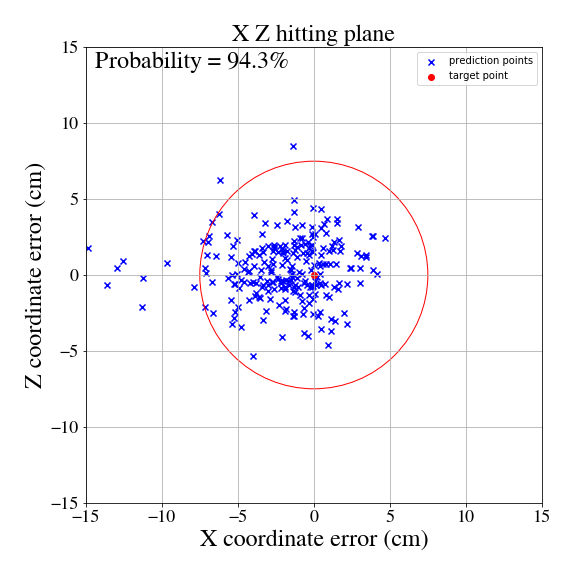 X Z hitting plane
Probability = 94.3%
prediction points
target point
15
10
5
0
−5
−10
−15
Z coordinate error (cm)
−15
−10
−5
0
5
10
15
X coordinate error (cm)